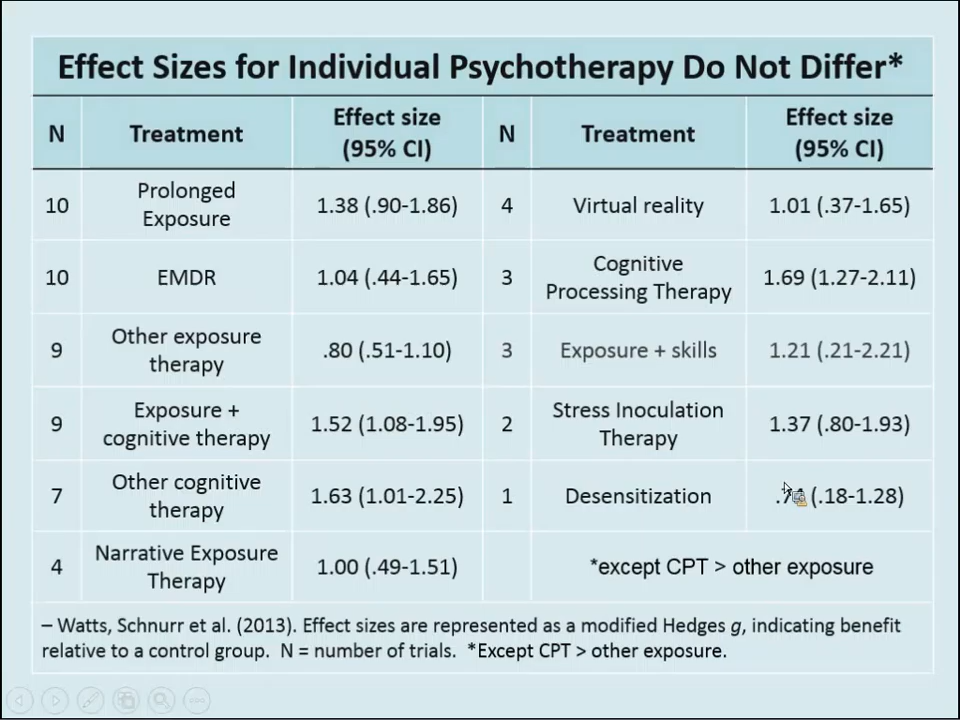 Effect Sizes for Individual Psychotherapy Do Not Differ*
N Treatment Effect size (95% CI) N Treatment Effect size (95% CI)
10 Prolonged Exposure 1.38 (.90-1.86) 4 Virtual reality 1.01 (.37-1.65)
10 EMDR 1.04 (.44-1.65) 3 Cognitive Processing Therapy 1.69 (1.27-2.11)
9 Other exposure therapy .80 (.51-1.10) 3 Exposure + skills 1.21 (.21-2.21)
9 Exposure + cognitive therapy 1.52 (1.08-1.95) 2 Stress Inoculation Therapy 1.37 (.80-1.93)
7 Other cognitive therapy 1.63 (1.01-2.25) 1 Desensitization (.18-1.28)
4 Narrative Exposure Therapy 1.00 (.49-1.51) *except CPT > other exposure
– Watts, Schnurr et al. (2013). Effect sizes are represented as a modified Hedges g, indicating benefit
relative to a control group. N = number of trials. *Except CPT > other exposure.